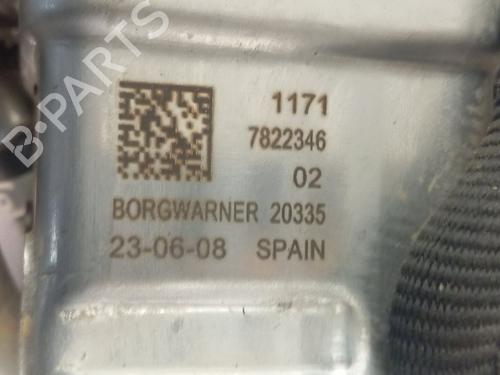 B-PARTS
1171
7822346
02
BORGWARNER 20335
23-06-08 SPAIN